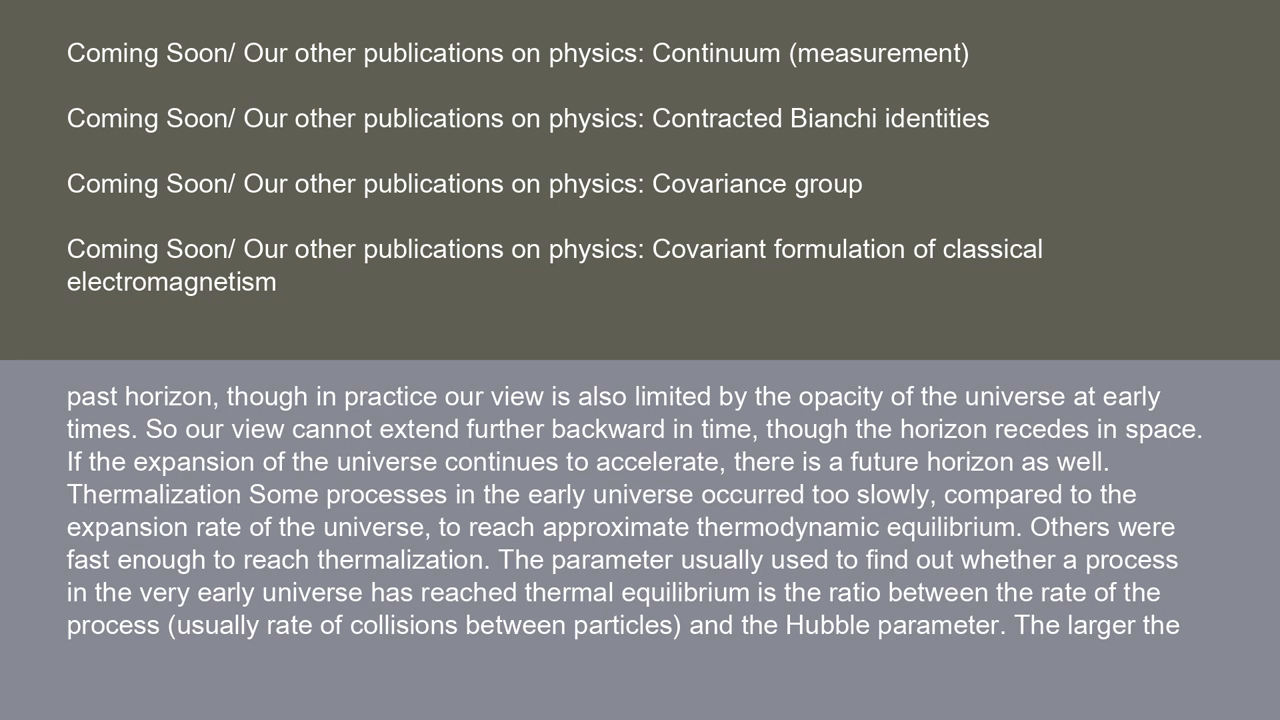 Coming Soon/ Our other publications on physics: Continuum (measurement)
Coming Soon/ Our other publications on physics: Contracted Bianchi identities
Coming Soon/ Our other publications on physics: Covariance group
Coming Soon/ Our other publications on physics: Covariant formulation of classical
electromagnetism
past horizon, though in practice our view is also limited by the opacity of the universe at early
times. So our view cannot extend further backward in time, though the horizon recedes in space.
If the expansion of the universe continues to accelerate, there is a future horizon as well.
Thermalization Some processes in the early universe occurred too slowly, compared to the
expansion rate of the universe, to reach approximate thermodynamic equilibrium. Others were
fast enough to reach thermalization. The parameter usually used to find out whether a process
in the very early universe has reached thermal equilibrium is the ratio between the rate of the
process (usually rate of collisions between particles) and the Hubble parameter. The larger the